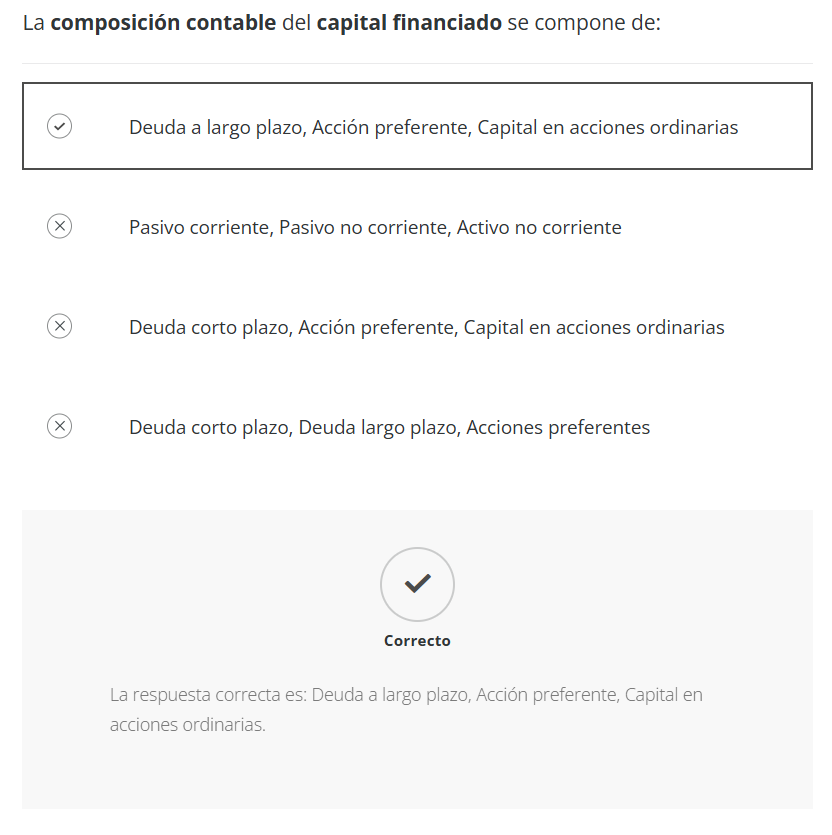 La composición contable del capital financiado se compone de:
Deuda a largo plazo, Acción preferente, Capital en acciones ordinarias
Pasivo corriente, Pasivo no corriente, Activo no corriente
Deuda corto plazo, Acción preferente, Capital en acciones ordinarias
Deuda corto plazo, Deuda largo plazo, Acciones preferentes
Correcto
La respuesta correcta es: Deuda a largo plazo, Acción preferente, Capital en
acciones ordinarias.